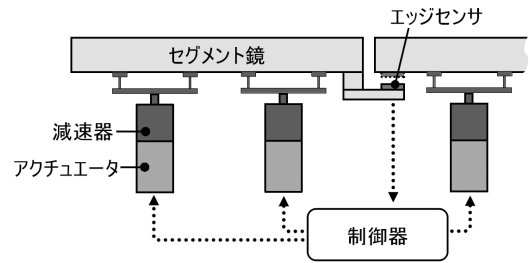 エッジセンサ
セグメント鏡
減速器
アクチュエータ
制御器